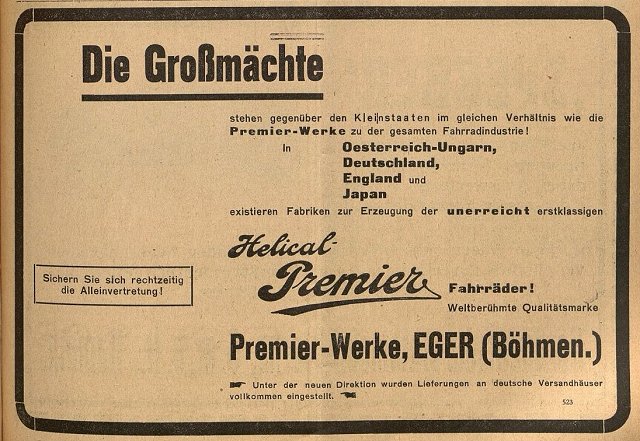 Die Großmächte
stehen gegenüber den Kleinstaaten im gleichen Verhältnis wie die
Premier-Werke zu der gesamten Fahrradindustrie!
In Oesterreich-Ungarn,
Deutschland,
England und
Japan
existieren Fabriken zur Erzeugung der unerreicht erstklassigen
Helical-
Premier Fahrräder!
Weltberühmte Qualitätsmarke
Sichern Sie sich rechtzeitig
die Alleinvertretung!
Premier-Werke, EGER (Böhmen.)
Unter der neuen Direktion wurden Lieferungen an deutsche Versandhäuser
vollkommen eingestellt.
523